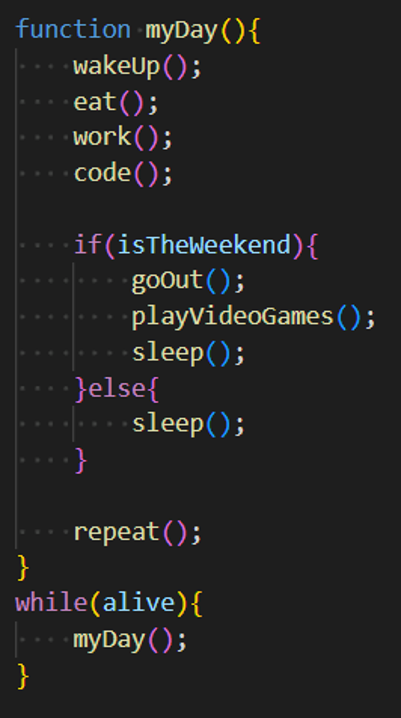 function myDay(){
    wakeUp();
    eat();
    work();
    code();

    if(isTheWeekend){
        goOut();
        playVideoGames();
        sleep();
    }else{
        sleep();
    }

    repeat();
}
while(alive){
    myDay();
}